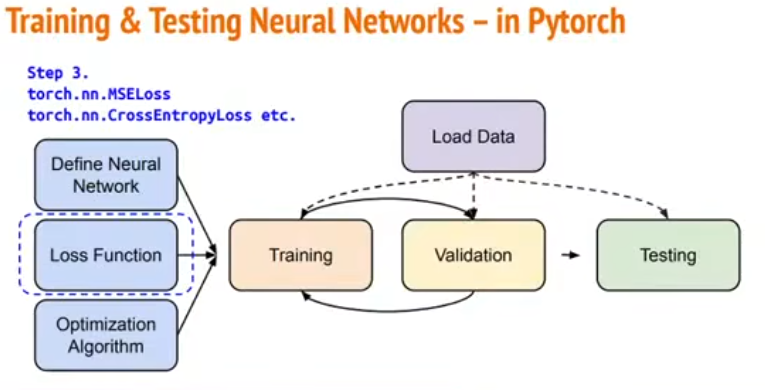 Training & Testing Neural Networks – in Pytorch
Step 3.
torch.nn.MSELoss
torch.nn.CrossEntropyLoss etc.
Load Data
Define Neural
Network
Loss Function
Training
Validation
Testing
Optimization
Algorithm